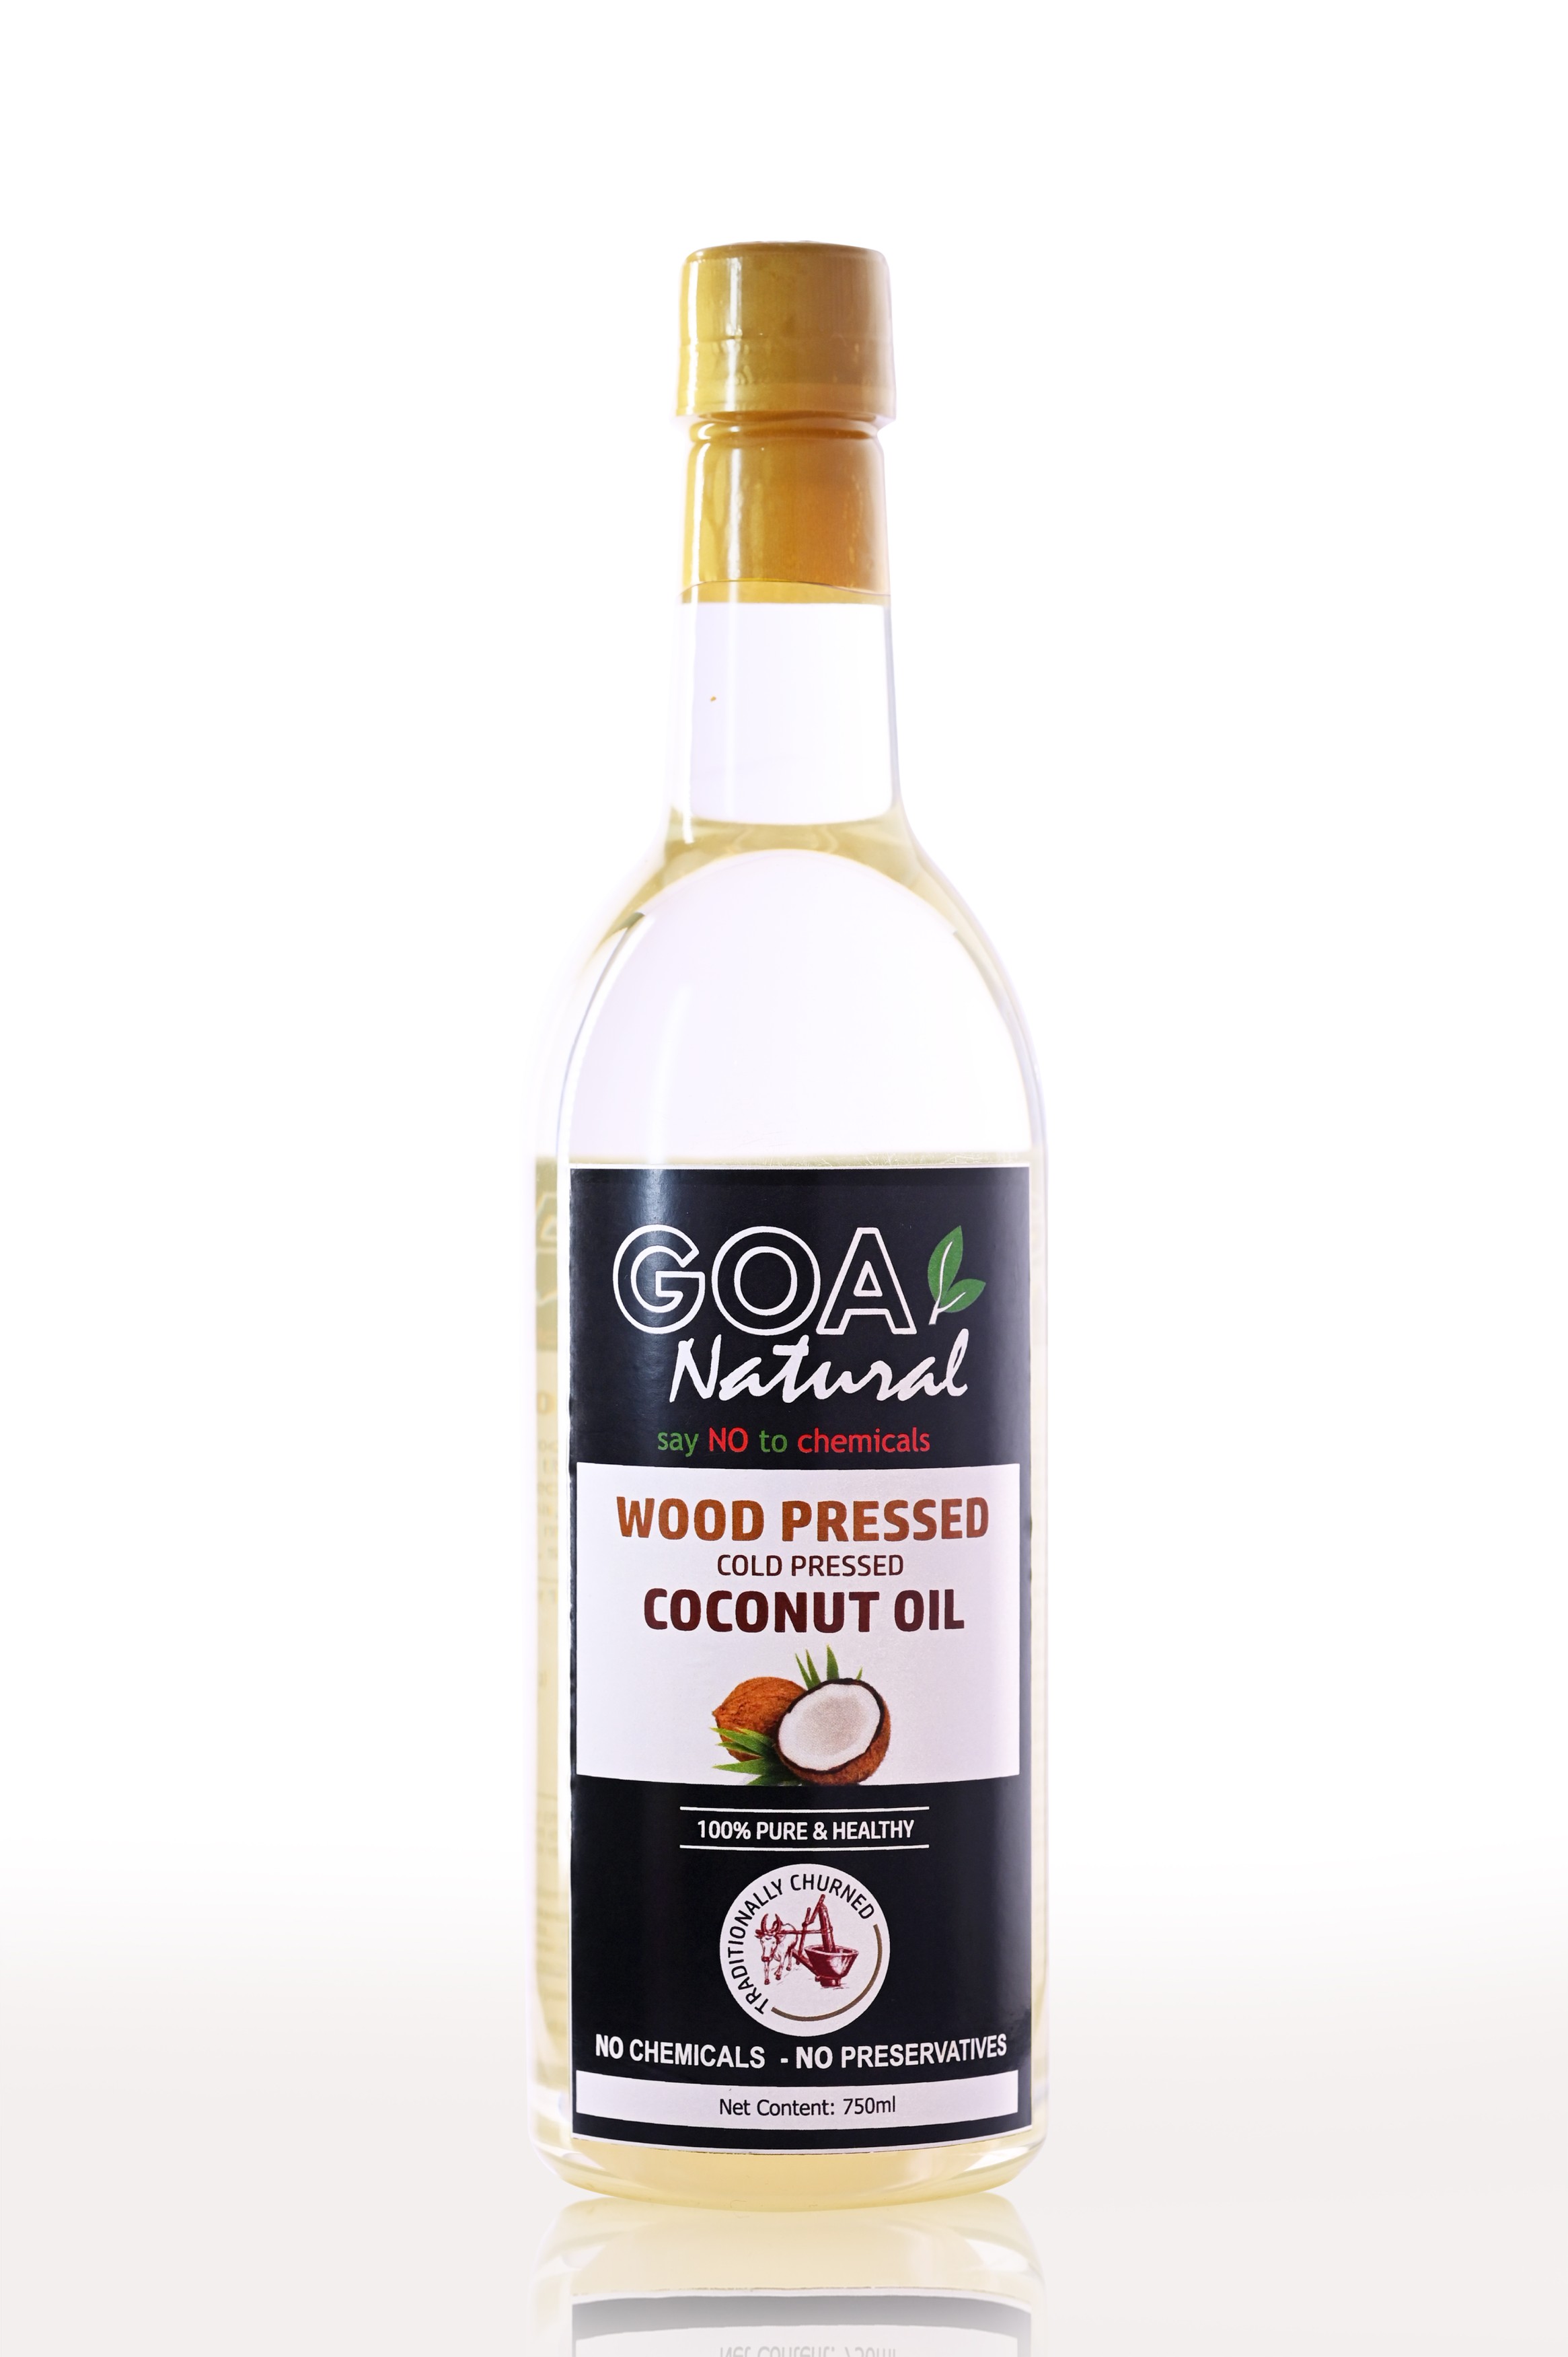 GOA
Natural
say NO to chemicals
WOOD PRESSED
COLD PRESSED
COCONUT OIL
100% PURE & HEALTHY
TRADITIONALLY CHURNED
NO CHEMICALS - NO PRESERVATIVES
Net Content: 750ml